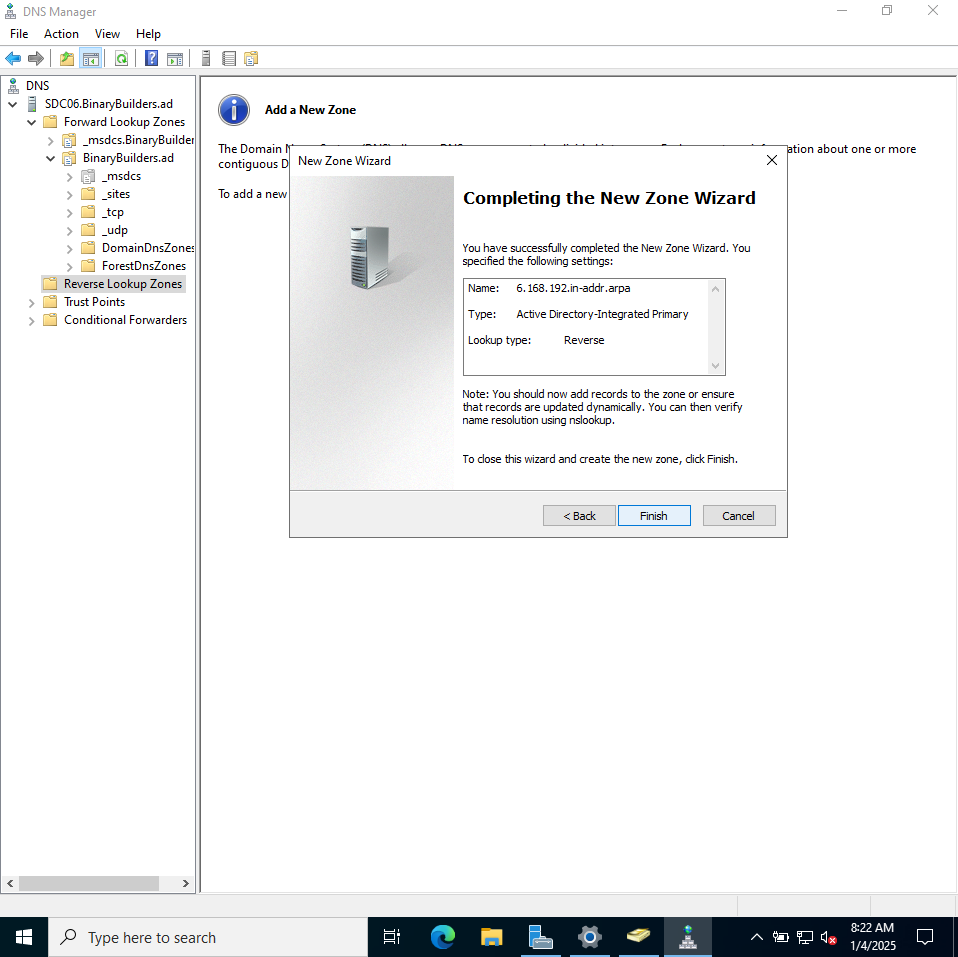 DNS Manager
File Action View Help
DNS
SDC06.BinaryBuilders.ad
Forward Lookup Zones
_msdcs.BinaryBuilder
BinaryBuilders.ad
_msdcs
_sites
_tcp
_udp
DomainDnsZones
ForestDnsZones
Reverse Lookup Zones
Trust Points
Conditional Forwarders
Add a New Zone
The Domain
ation about one or more
contiguous D
To add a new
New Zone Wizard
Completing the New Zone Wizard
You have successfully completed the New Zone Wizard. You
specified the following settings:
Name: 6.168.192.in-addr.arpa
Type: Active Directory-Integrated Primary
Lookup type: Reverse
Note: You should now add records to the zone or ensure
that records are updated dynamically. You can then verify
name resolution using nslookup.
To close this wizard and create the new zone, click Finish.
< Back Finish Cancel
Type here to search
8:22 AM
1/4/2025